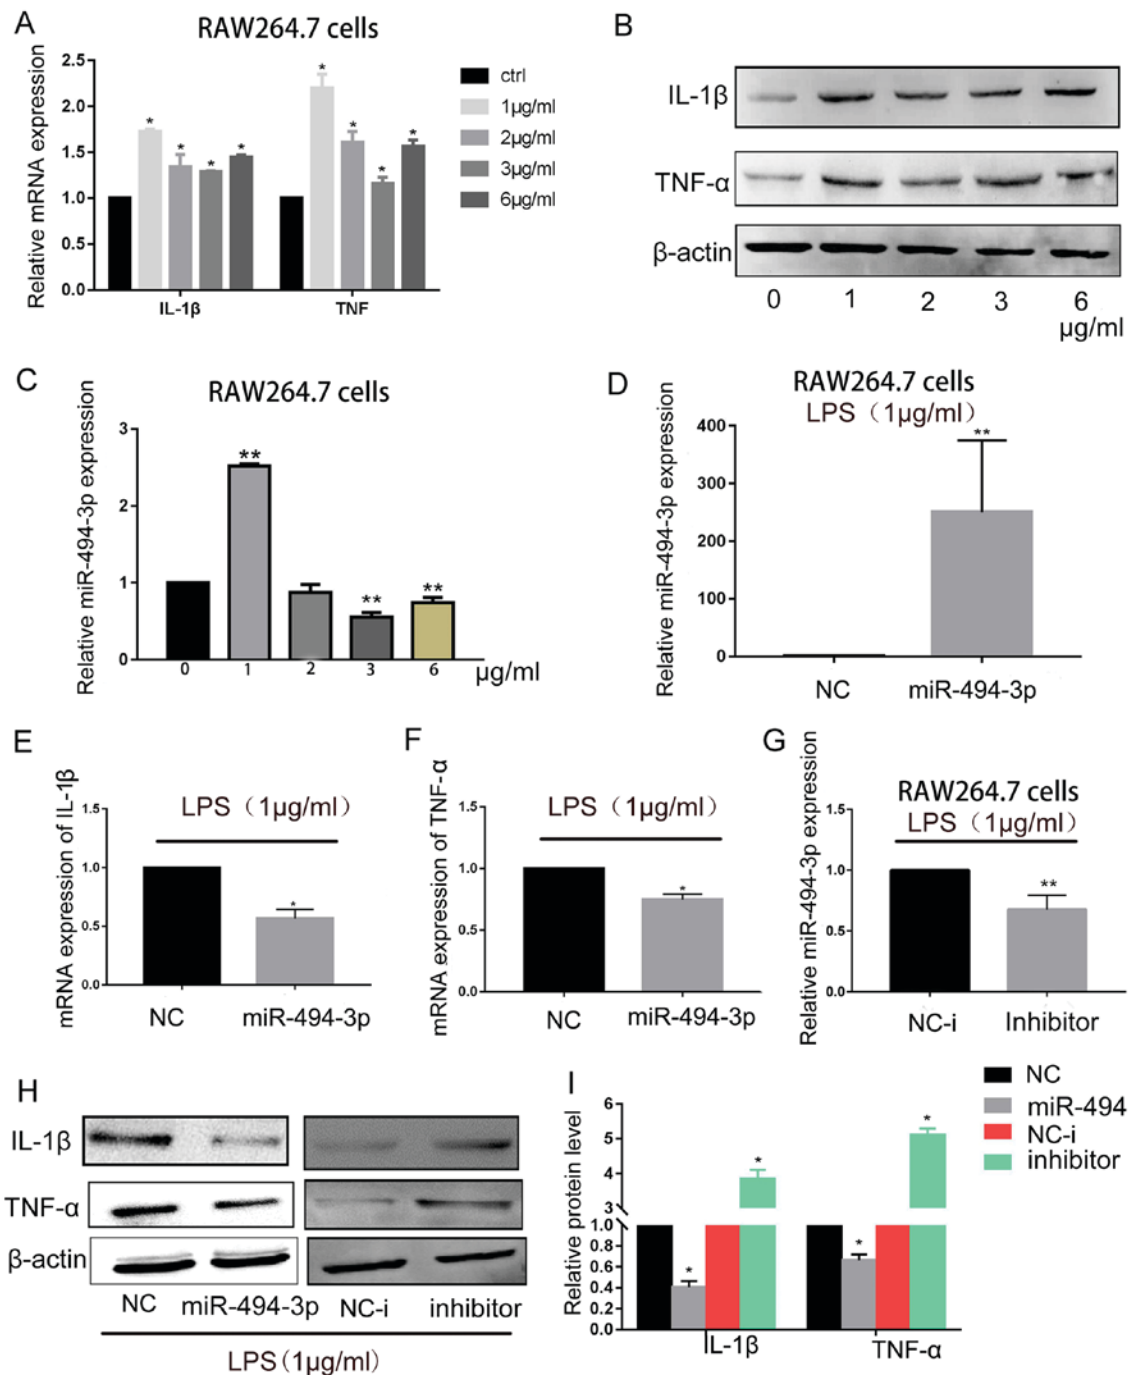 A
RAW264.7 cells
Relative mRNA expression
2.5
2.0
1.5
1.0
0.5
0.0
* * * * * * * *
IL-1β TNF
ctrl
1μg/ml
2μg/ml
3μg/ml
6μg/ml
B
IL-1β
TNF-α
β-actin
0 1 2 3 6
μg/ml
C
RAW264.7 cells
Relative miR-494-3p expression
3
2
1
0
** ** **
0 1 2 3 6 μg/ml
D
RAW264.7 cells
LPS（1μg/ml）
Relative miR-494-3p expression
400
300
200
100
0
**
NC miR-494-3p
E
mRNA expression of IL-1β
LPS（1μg/ml）
1.5
1.0
0.5
0.0
*
NC miR-494-3p
F
mRNA expression of TNF-α
LPS（1μg/ml）
1.5
1.0
0.5
0.0
*
NC miR-494-3p
G
Relative miR-494-3p expression
RAW264.7 cells
LPS（1μg/ml）
1.5
1.0
0.5
0.0
**
NC-i Inhibitor
H
IL-1β
TNF-α
β-actin
NC miR-494-3p NC-i inhibitor
LPS（1μg/ml）
I
NC
miR-494
NC-i
inhibitor
Relative protein level
6
5
4
3
1.0
0.8
0.6
0.4
0.2
0.0
* * * *
IL-1β TNF-α